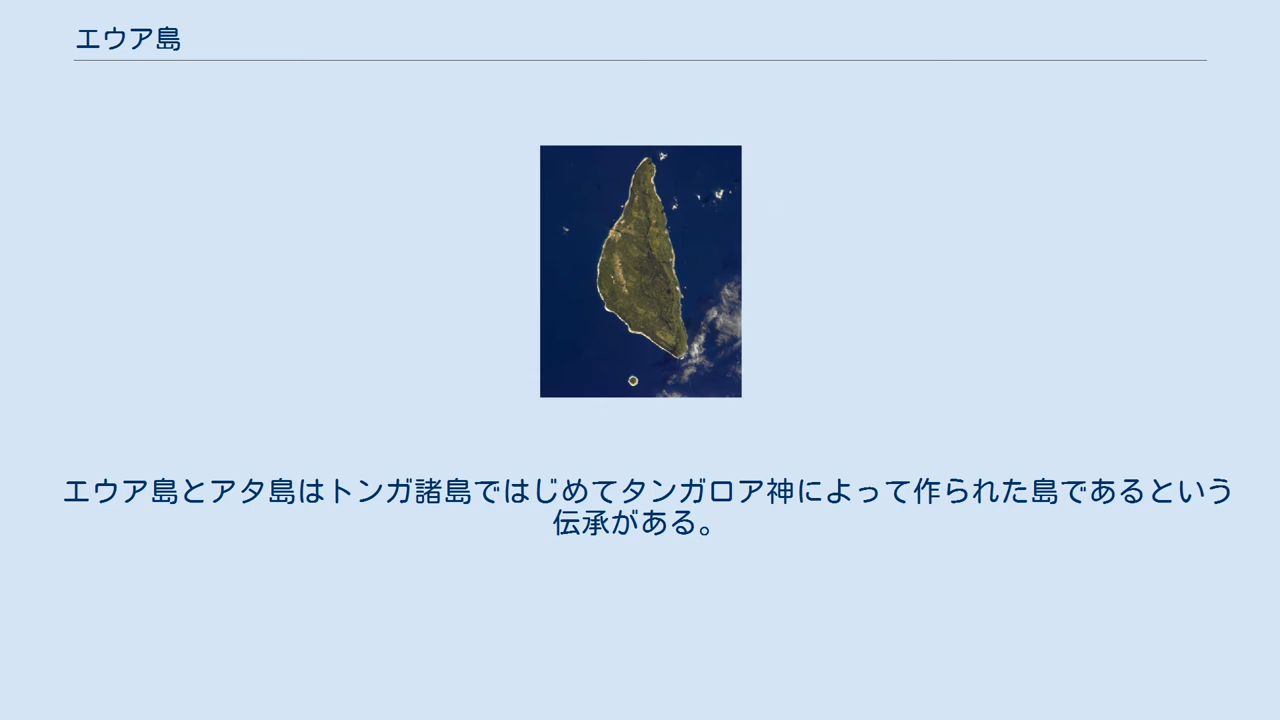 エウア島
エウア島とアタ島はトンガ諸島ではじめてタンガロア神によって作られた島であるという
伝承がある。